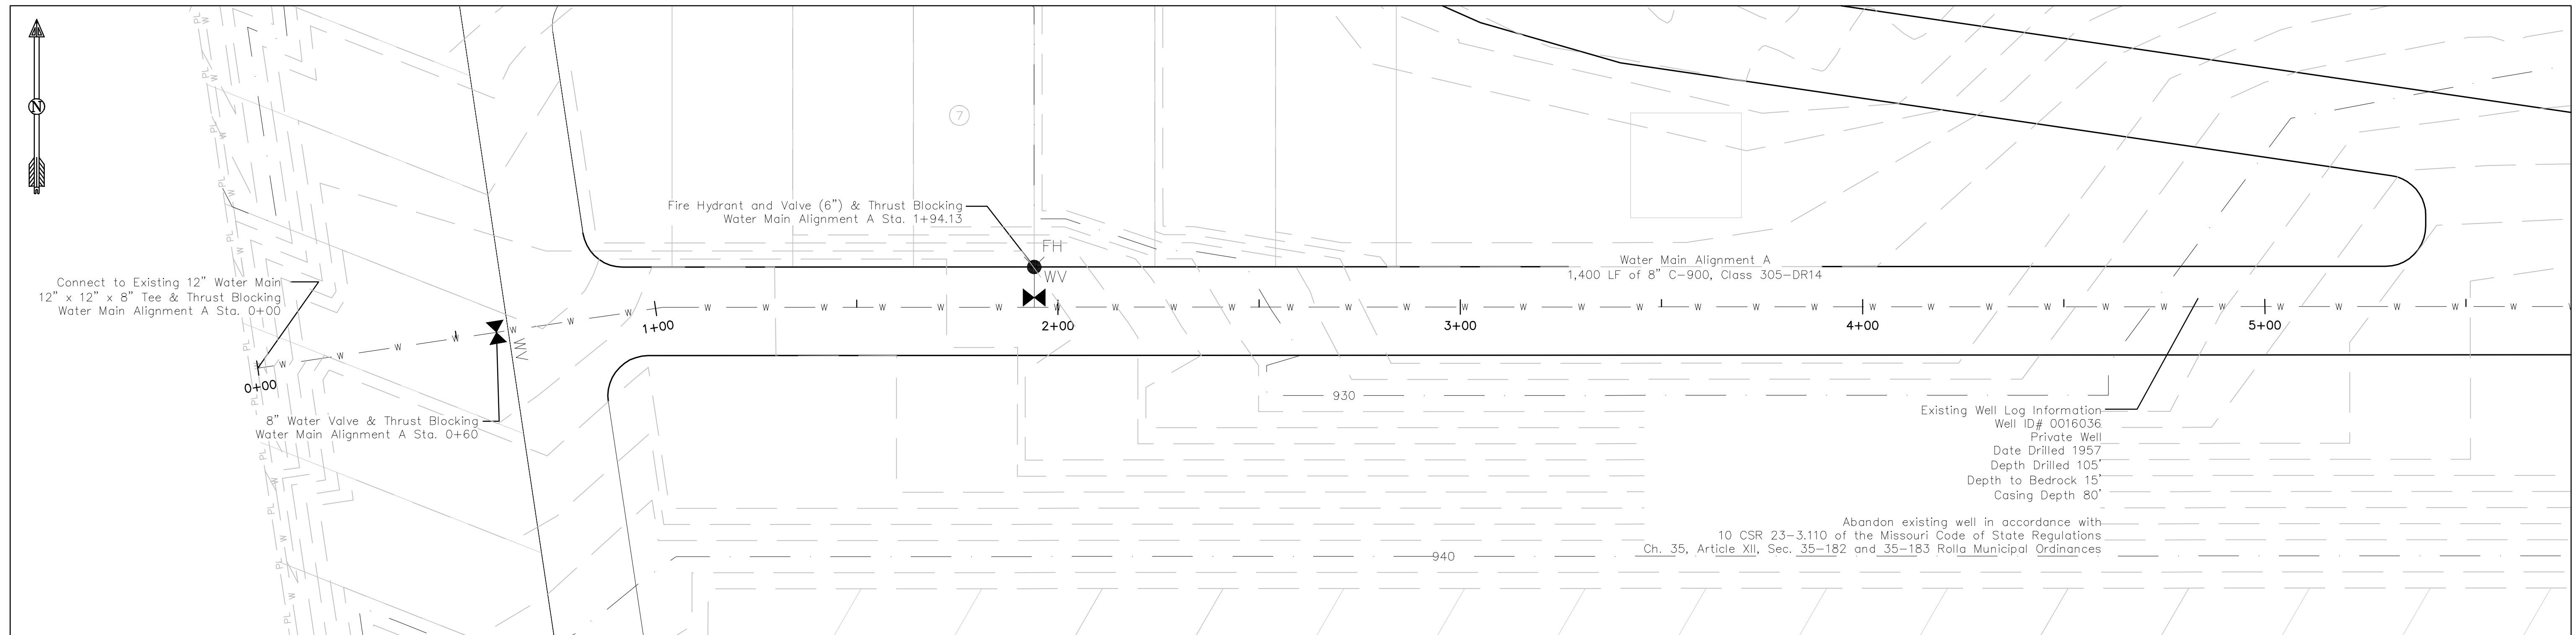 N
7
Fire Hydrant and Valve (6") & Thrust Blocking
Water Main Alignment A Sta. 1+94.13
FH
WV
Water Main Alignment A
1,400 LF of 8" C-900, Class 305-DR14
Connect to Existing 12" Water Main
12" x 12" x 8" Tee & Thrust Blocking
Water Main Alignment A Sta. 0+00
0+00
1+00
2+00
3+00
4+00
5+00
WV
8" Water Valve & Thrust Blocking
Water Main Alignment A Sta. 0+60
930
940
Existing Well Log Information
Well ID# 0016036
Private Well
Date Drilled 1957
Depth Drilled 105'
Depth to Bedrock 15'
Casing Depth 80'
Abandon existing well in accordance with
10 CSR 23-3.110 of the Missouri Code of State Regulations
Ch. 35, Article XII, Sec. 35-182 and 35-183 Rolla Municipal Ordinances
PL
W